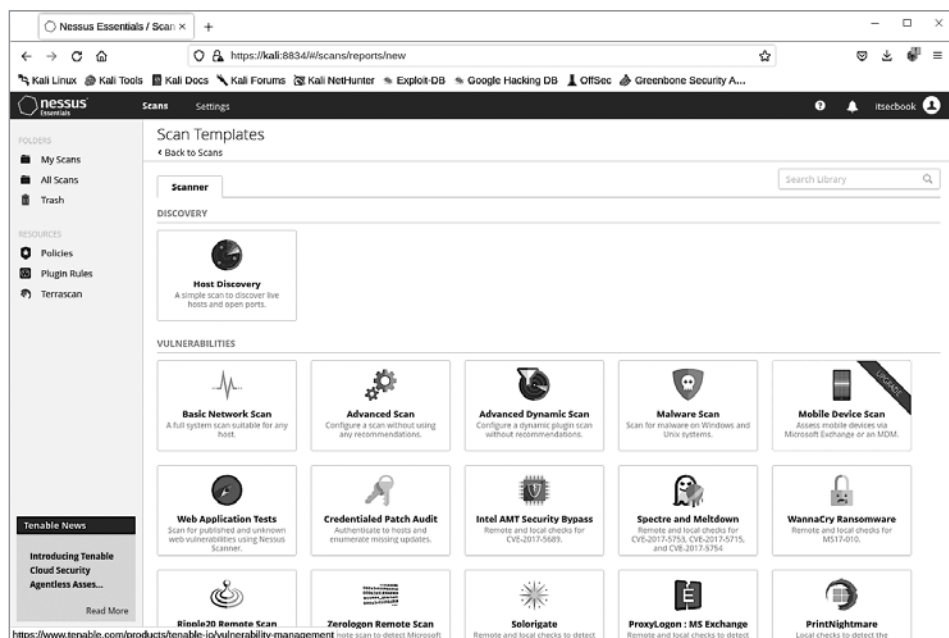 Nessus Essentials / Scan ×
+
https://kali:8834/#/scans/reports/new
Kali Linux Kali Tools Kali Docs Kali Forums Kali NetHunter Exploit-DB Google Hacking DB OffSec Greenbone Security A...
nessus Essentials Scans Settings itsecbook
FOLDERS
My Scans
All Scans
Trash
RESOURCES
Policies
Plugin Rules
Terrascan
Tenable News
Introducing Tenable
Cloud Security
Agentless Asses...
Read More
Scan Templates
Back to Scans
Scanner
Search Library
DISCOVERY
Host Discovery
A simple scan to discover live
hosts and open ports.
VULNERABILITIES
Basic Network Scan
A full system scan suitable for any
host.
Advanced Scan
Configure a scan without using
any recommendations.
Advanced Dynamic Scan
Configure a dynamic plugin scan
without recommendations.
Malware Scan
Scan for malware on Windows and
Unix systems.
UPGRADE
Mobile Device Scan
Assess mobile devices via
Microsoft Exchange or an MDM.
Web Application Tests
Scan for published and unknown
web vulnerabilities using Nessus
Scanner.
Credentialed Patch Audit
Authenticate to hosts and
enumerate missing updates.
Intel AMT Security Bypass
Remote and local checks for
CVE-2017-5689.
Spectre and Meltdown
Remote and local checks for
CVE-2017-5753, CVE-2017-5715,
and CVE-2017-5754
WannaCry Ransomware
Remote and local checks for
MS17-010.
Ripple20 Remote Scan
Zerologon Remote Scan
remote scan to detect Microsoft
Solorigate
Remote and local checks to detect
E
ProxyLogon : MS Exchange
Remote and local checks to detect
PrintNightmare
Local checks to detect the
https://www.tenable.com/products/tenable-io/vulnerability-management